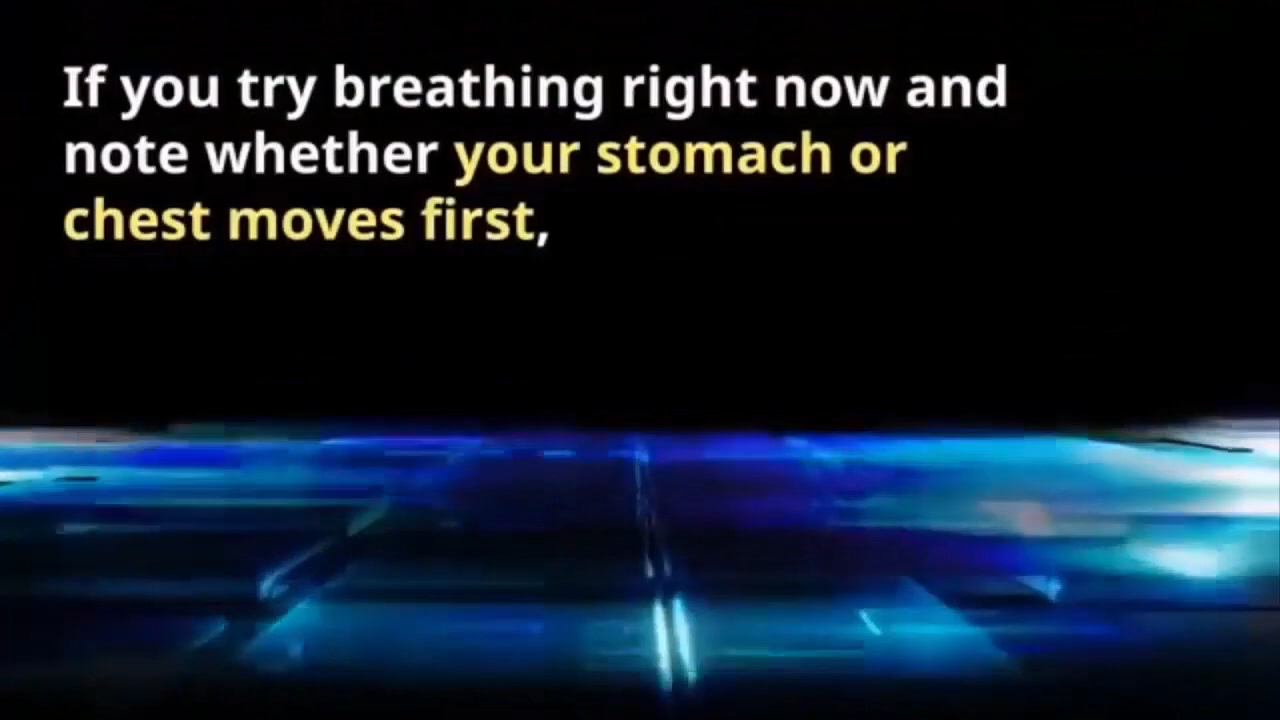 If you try breathing right now and
note whether your stomach or
chest moves first,